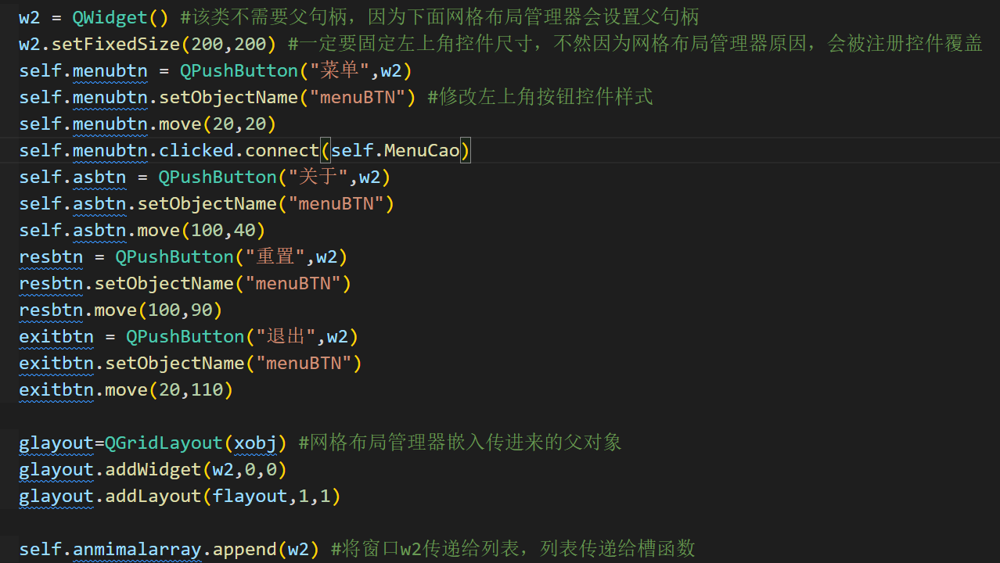 w2 = QWidget() #该类不需要父句柄，因为下面网格布局管理器会设置父句柄
w2.setFixedSize(200,200) #一定要固定左上角控件尺寸，不然因为网格布局管理器原因，会被注册控件覆盖
self.menubtn = QPushButton("菜单",w2)
self.menubtn.setObjectName("menuBTN") #修改左上角按钮控件样式
self.menubtn.move(20,20)
self.menubtn.clicked.connect(self.MenuCao)
self.asbtn = QPushButton("关于",w2)
self.asbtn.setObjectName("menuBTN")
self.asbtn.move(100,40)
resbtn = QPushButton("重置",w2)
resbtn.setObjectName("menuBTN")
resbtn.move(100,90)
exitbtn = QPushButton("退出",w2)
exitbtn.setObjectName("menuBTN")
exitbtn.move(20,110)
glayout=QGridLayout(xobj) #网格布局管理器嵌入传进来的父对象
glayout.addWidget(w2,0,0)
glayout.addLayout(flayout,1,1)
self.anmimalarray.append(w2) #将窗口w2传递给列表，列表传递给槽函数